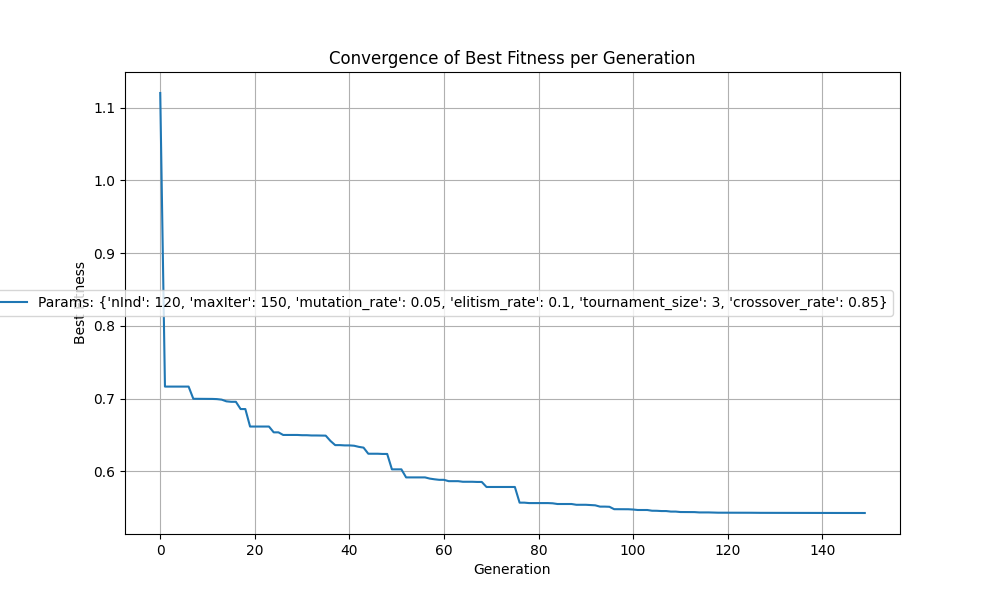 Convergence of Best Fitness per Generation
1.1
1.0
0.9
0.8
0.7
0.6
Best ness
Params: {'nInd': 120, 'maxIter': 150, 'mutation_rate': 0.05, 'elitism_rate': 0.1, 'tournament_size': 3, 'crossover_rate': 0.85}
0 20 40 60 80 100 120 140
Generation